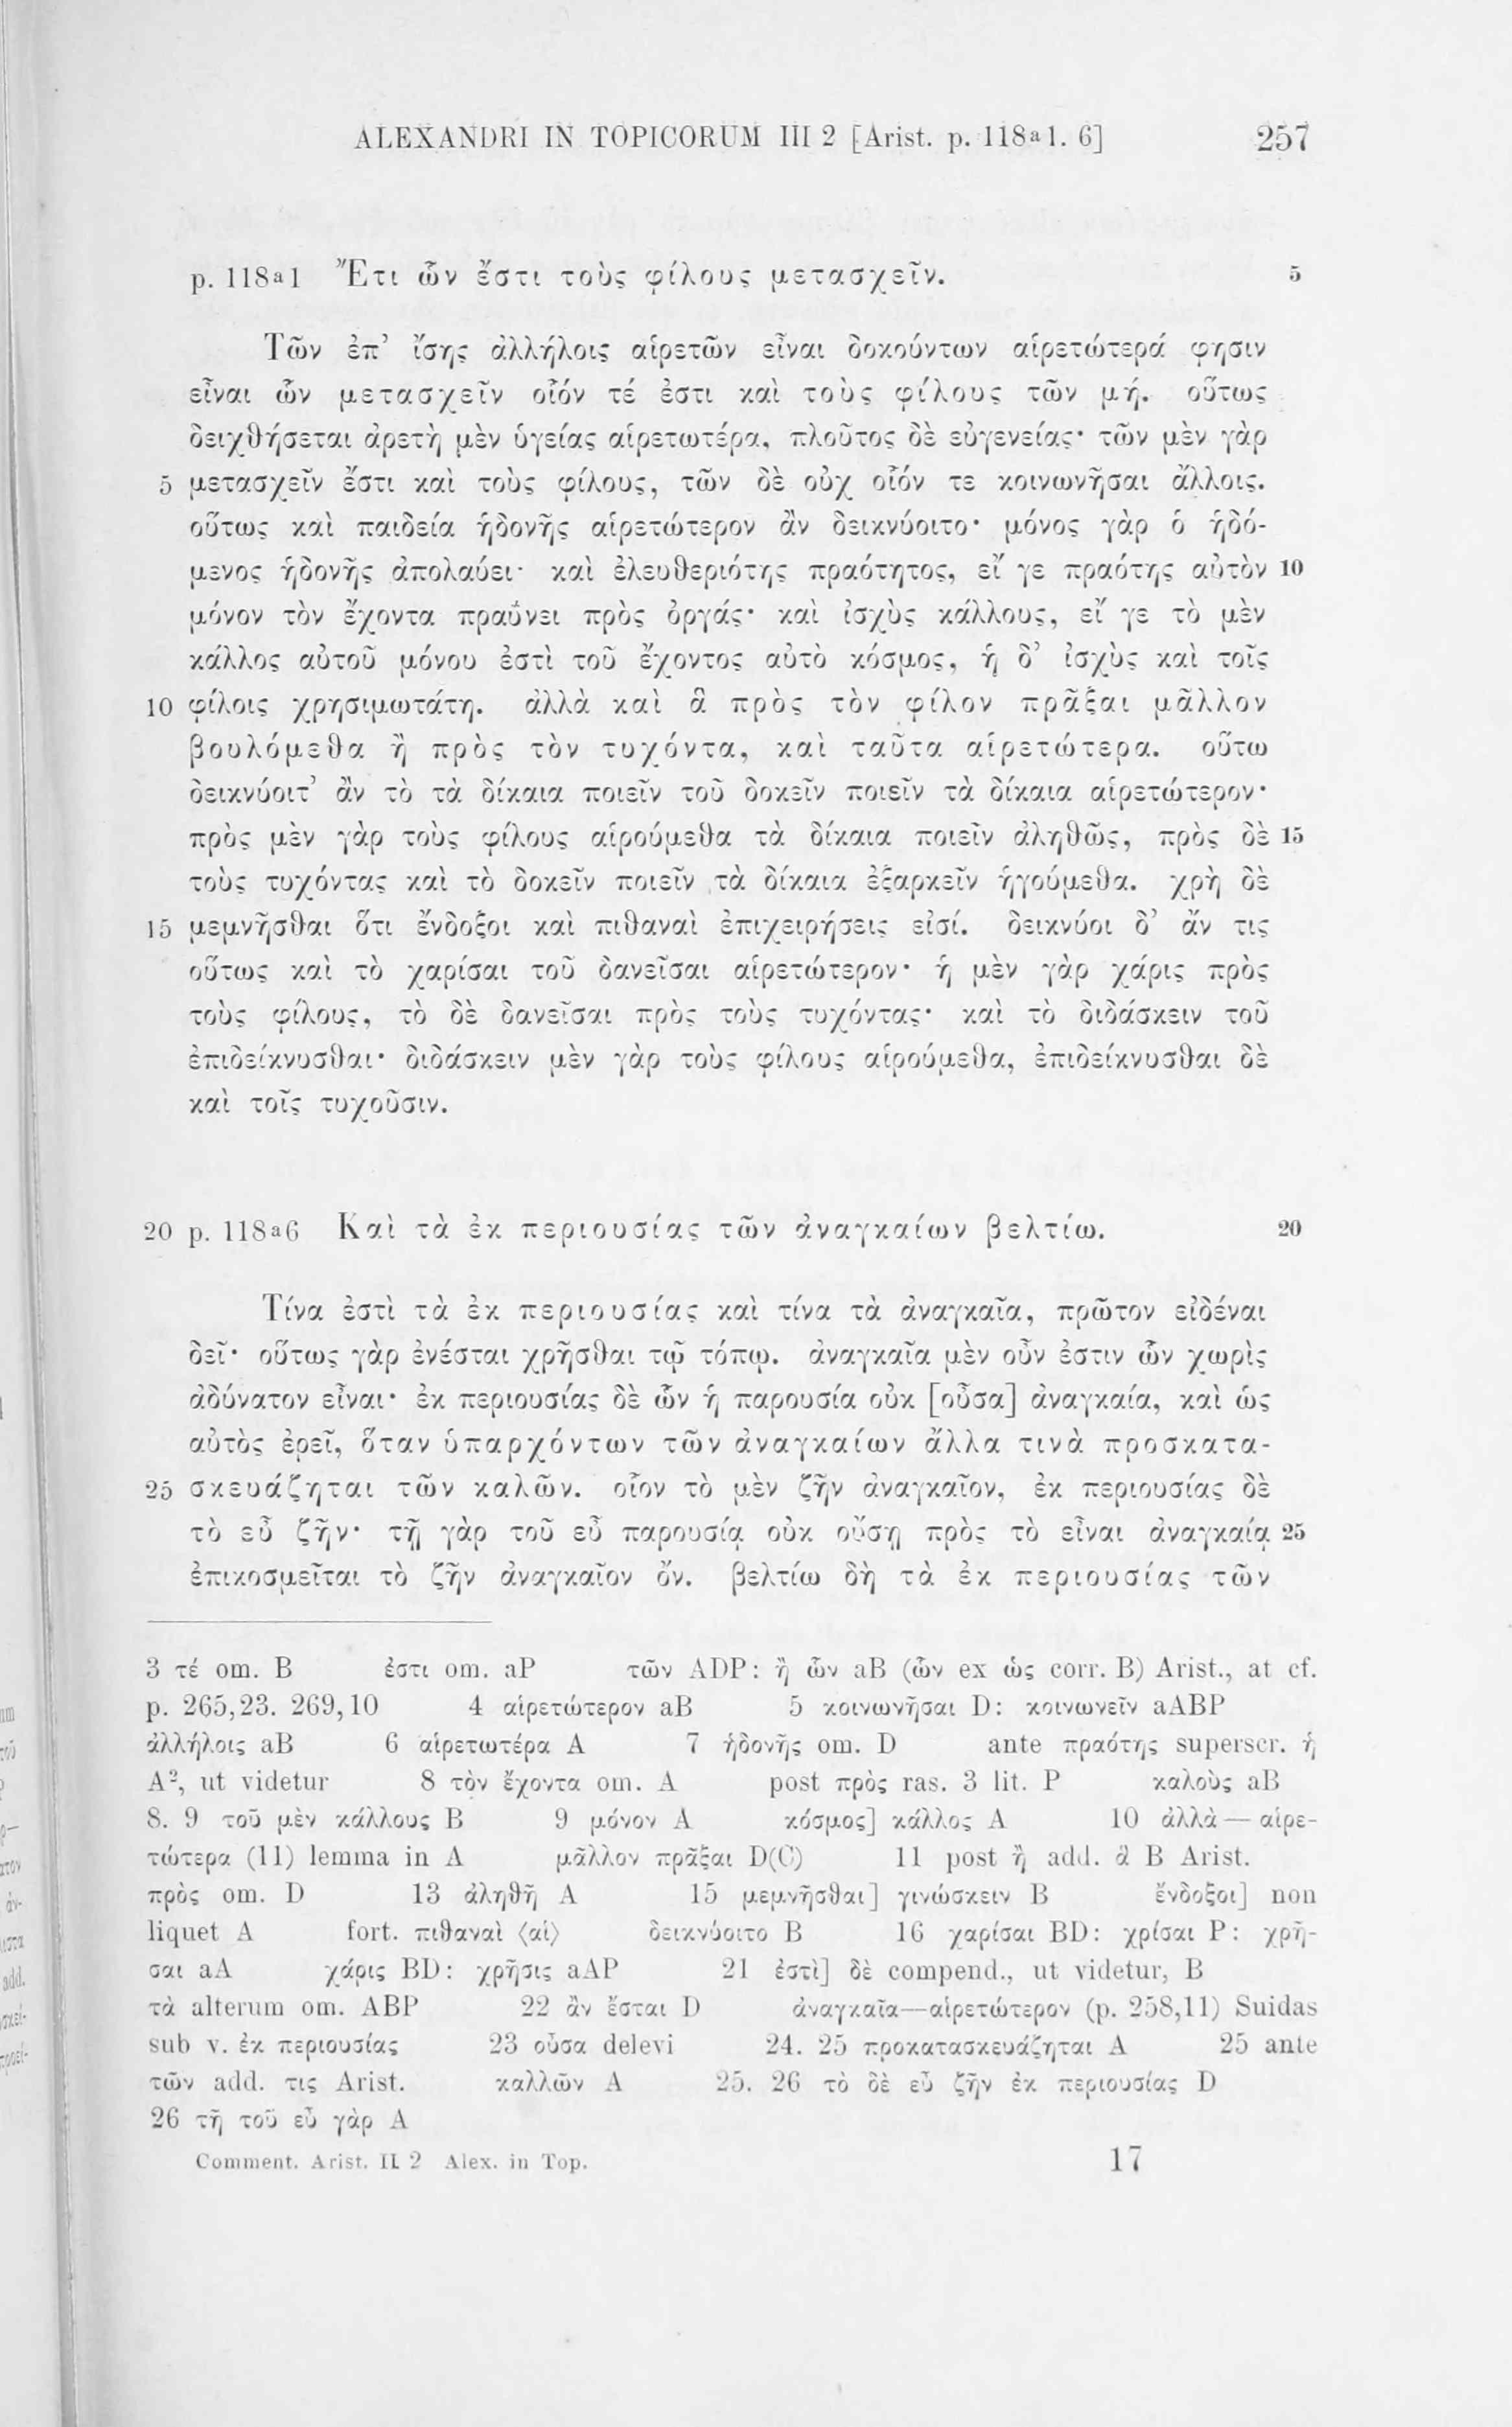 ALEXANDRI IN TOPICORUM III 2 [Arist. p. 118ᵃ1. 6] 257
p. 118ᵃ1 Ἔτι ὧν ἔστι τοὺς φίλους μετασχεῖν. 5
Τῶν ἐπ’ ἴσης ἀλλήλοις αἱρετῶν εἶναι δοκούντων αἱρετώτερά φησιν
εἶναι ὧν μετασχεῖν οἷόν τέ ἐστι καὶ τοὺς φίλους τῶν μή. οὕτως
δειχθήσεται ἀρετὴ μὲν ὑγείας αἱρετωτέρα, πλοῦτος δὲ εὐγενείας· τῶν μὲν γὰρ
5 μετασχεῖν ἔστι καὶ τοὺς φίλους, τῶν δὲ οὐχ οἷόν τε κοινωνῆσαι ἄλλοις.
οὕτως καὶ παιδεία ἡδονῆς αἱρετώτερον ἂν δεικνύοιτο· μόνος γὰρ ὁ ἡδό-
μενος ἡδονῆς ἀπολαύει· καὶ ἐλευθεριότης πραότητος, εἴ γε πραότης αὐτὸν 10
μόνον τὸν ἔχοντα πραΰνει πρὸς ὀργάς· καὶ ἰσχὺς κάλλους, εἴ γε τὸ μὲν
κάλλος αὐτοῦ μόνου ἐστὶ τοῦ ἔχοντος αὐτὸ κόσμος, ἡ δ’ ἰσχὺς καὶ τοῖς
10 φίλοις χρησιμωτάτη. ἀλλὰ καὶ ἃ πρὸς τὸν φίλον πρᾶξαι μᾶλλον
βουλόμεθα ἢ πρὸς τὸν τυχόντα, καὶ ταῦτα αἱρετώτερα. οὕτω
δεικνύοιτ’ ἂν τὸ τὰ δίκαια ποιεῖν τοῦ δοκεῖν ποιεῖν τὰ δίκαια αἱρετώτερον·
πρὸς μὲν γὰρ τοὺς φίλους αἱρούμεθα τὰ δίκαια ποιεῖν ἀληθῶς, πρὸς δὲ 15
τοὺς τυχόντας καὶ τὸ δοκεῖν ποιεῖν τὰ δίκαια ἐξαρκεῖν ἡγούμεθα. χρὴ δὲ
15 μεμνῆσθαι ὅτι ἔνδοξοι καὶ πιθαναὶ ἐπιχειρήσεις εἰσί. δεικνύοι δ’ ἄν τις
οὕτως καὶ τὸ χαρίσαι τοῦ δανεῖσαι αἱρετώτερον· ἡ μὲν γὰρ χάρις πρὸς
τοὺς φίλους, τὸ δὲ δανεῖσαι πρὸς τοὺς τυχόντας· καὶ τὸ διδάσκειν τοῦ
ἐπιδείκνυσθαι· διδάσκειν μὲν γὰρ τοὺς φίλους αἱρούμεθα, ἐπιδείκνυσθαι δὲ
καὶ τοῖς τυχοῦσιν.
20 p. 118ᵃ6 Καὶ τὰ ἐκ περιουσίας τῶν ἀναγκαίων βελτίω. 20
Τίνα ἐστὶ τὰ ἐκ περιουσίας καὶ τίνα τὰ ἀναγκαῖα, πρῶτον εἰδέναι
δεῖ· οὕτως γὰρ ἐνέσται χρῆσθαι τῷ τόπῳ. ἀναγκαῖα μὲν οὖν ἐστιν ὧν χωρὶς
ἀδύνατον εἶναι· ἐκ περιουσίας δὲ ὧν ἡ παρουσία οὐκ [οὖσα] ἀναγκαία, καὶ ὡς
αὐτὸς ἐρεῖ, ὅταν ὑπαρχόντων τῶν ἀναγκαίων ἄλλα τινὰ προσκατα-
25 σκευάζηται τῶν καλῶν. οἷον τὸ μὲν ζῆν ἀναγκαῖον, ἐκ περιουσίας δὲ
τὸ εὖ ζῆν· τῇ γὰρ τοῦ εὖ παρουσίᾳ οὐκ οὔσῃ πρὸς τὸ εἶναι ἀναγκαίᾳ 25
ἐπικοσμεῖται τὸ ζῆν ἀναγκαῖον ὄν. βελτίω δὴ τὰ ἐκ περιουσίας τῶν
3 τέ om. B ἐστι om. aP τῶν ADP: ἢ ὧν aB (ὧν ex ὡς corr. B) Arist., at cf.
p. 265,23. 269,10 4 αἱρετώτερον aB 5 κοινωνῆσαι D: κοινωνεῖν aABP
ἀλλήλοις aB 6 αἱρετωτέρα A 7 ἡδονῆς om. D ante πραότης superscr. ἡ
A², ut videtur 8 τὸν ἔχοντα om. A post πρὸς ras. 3 lit. P καλοὺς aB
8. 9 τοῦ μὲν κάλλους B 9 μόνον A κόσμος] κάλλος A 10 ἀλλὰ — αἱρε-
τώτερα (11) lemma in A μᾶλλον πρᾶξαι D(C) 11 post ἢ add. ἃ B Arist.
πρὸς om. D 13 ἀληθῆ A 15 μεμνῆσθαι] γινώσκειν B ἔνδοξοι] non
liquet A fort. πιθαναὶ ⟨αἱ⟩ δεικνύοιτο B 16 χαρίσαι BD: χρίσαι P: χρῆ-
σαι aA χάρις BD: χρῆσις aAP 21 ἐστὶ] δὲ compend., ut videtur, B
τὰ alterum om. ABP 22 ἂν ἔσται D ἀναγκαῖα—αἱρετώτερον (p. 258,11) Suidas
sub v. ἐκ περιουσίας 23 οὖσα delevi 24. 25 προκατασκευάζηται A 25 ante
τῶν add. τις Arist. καλλῶν A 25. 26 τὸ δὲ εὖ ζῆν ἐκ περιουσίας D
26 τῇ τοῦ εὖ γὰρ A
Comment. Arist. II 2 Alex. in Top. 17